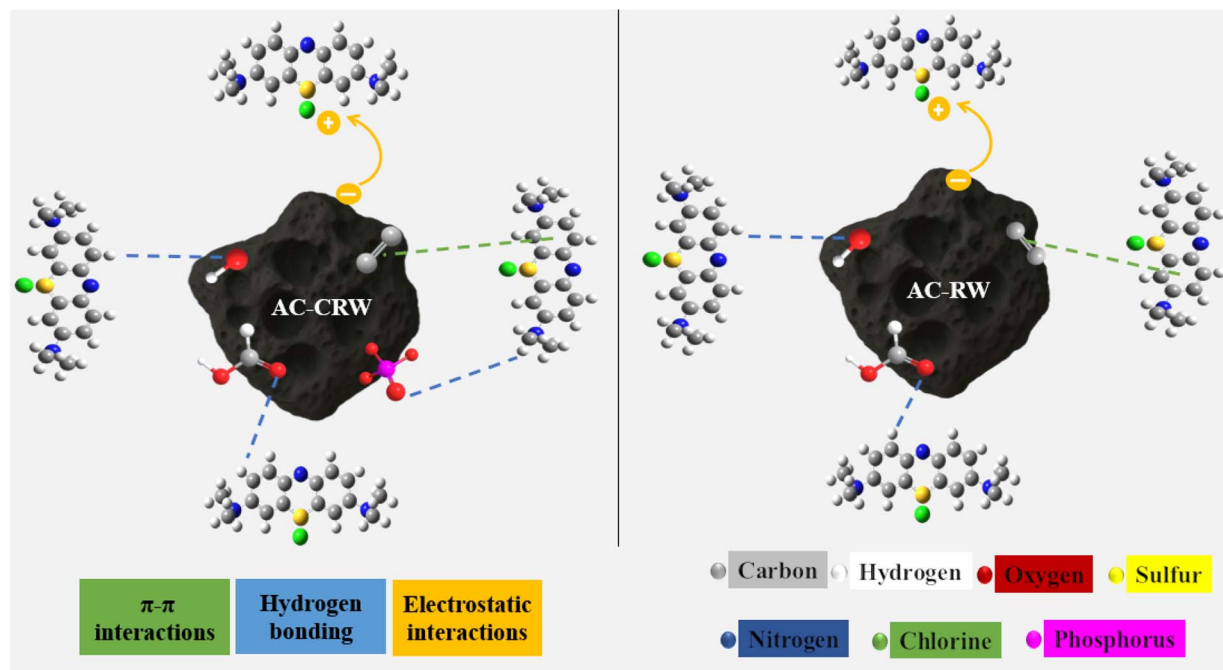 +
−
AC-CRW
+
−
AC-RW
π-π
interactions
Hydrogen
bonding
Electrostatic
interactions
Carbon
Hydrogen
Oxygen
Sulfur
Nitrogen
Chlorine
Phosphorus